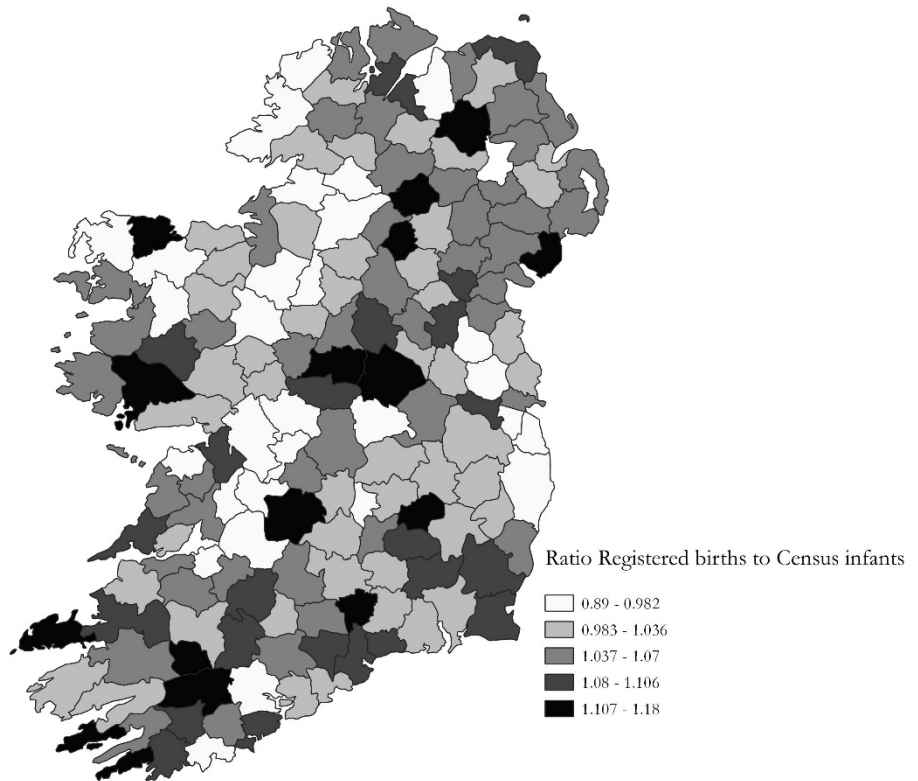 Ratio Registered births to Census infants
0.89 - 0.982
0.983 - 1.036
1.037 - 1.07
1.08 - 1.106
1.107 - 1.18